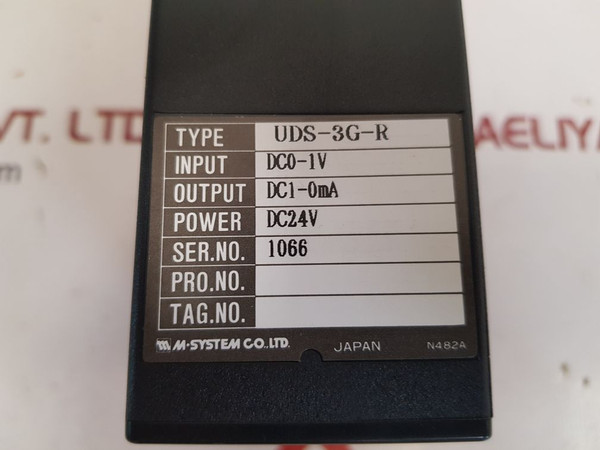 TYPE UDS-3G-R
INPUT DC0-1V
OUTPUT DC1-0mA
POWER DC24V
SER.NO. 1066
PRO.NO.
TAG.NO.
M-SYSTEM CO.,LTD. JAPAN N482A
VT. LTD
AELIYA
om